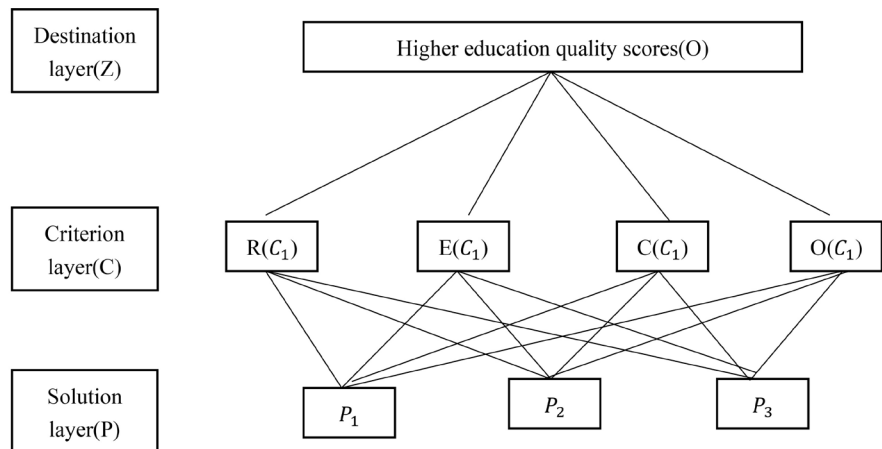 Destination
layer(Z)
Higher education quality scores(O)
Criterion
layer(C)
R(C₁)
E(C₁)
C(C₁)
O(C₁)
Solution
layer(P)
P₁
P₂
P₃